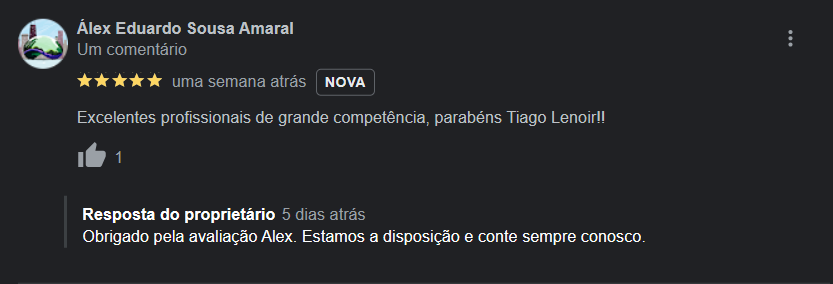 Álex Eduardo Sousa Amaral
Um comentário
uma semana atrás NOVA
Excelentes profissionais de grande competência, parabéns Tiago Lenoir!!
1
Resposta do proprietário 5 dias atrás
Obrigado pela avaliação Alex. Estamos a disposição e conte sempre conosco.